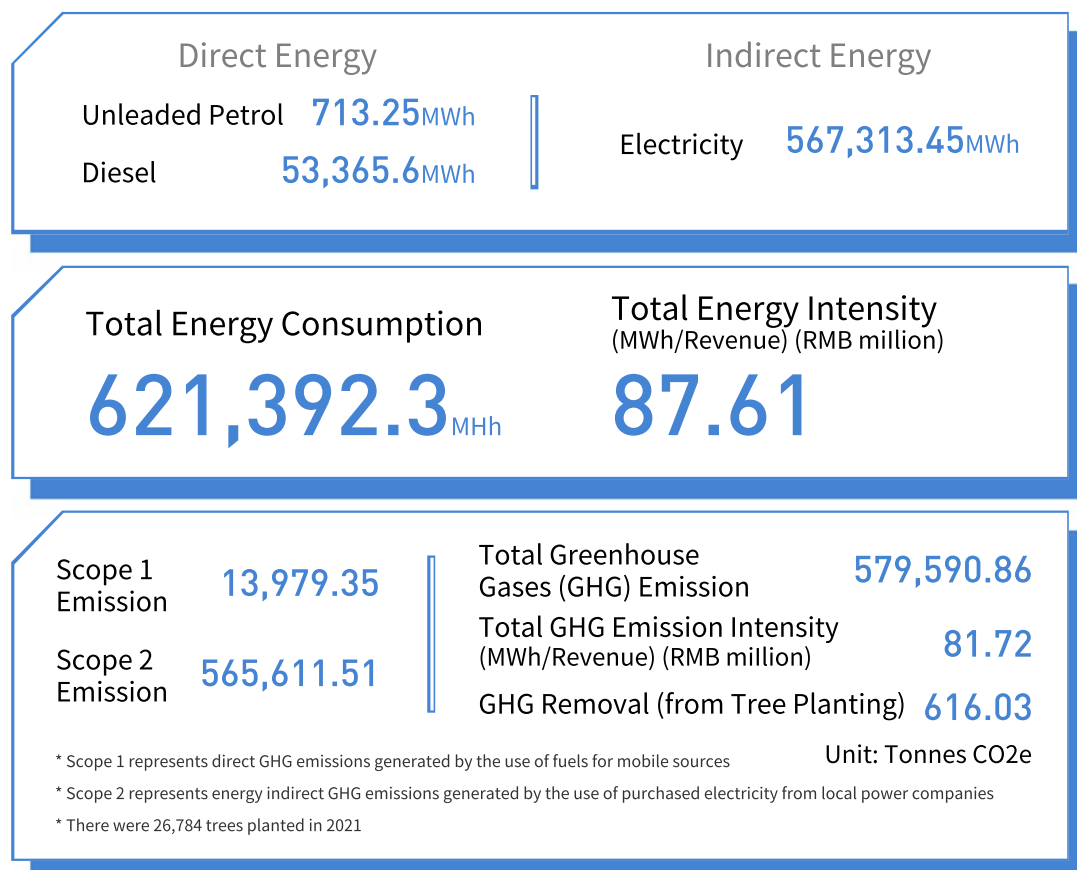 Direct Energy
Unleaded Petrol 713.25MWh
Diesel 53,365.6MWh
Indirect Energy
Electricity 567,313.45MWh
Total Energy Consumption
621,392.3MHh
Total Energy Intensity
(MWh/Revenue) (RMB million)
87.61
Scope 1
Emission 13,979.35
Scope 2
Emission 565,611.51
Total Greenhouse
Gases (GHG) Emission 579,590.86
Total GHG Emission Intensity
(MWh/Revenue) (RMB million) 81.72
GHG Removal (from Tree Planting) 616.03
Unit: Tonnes CO2e
* Scope 1 represents direct GHG emissions generated by the use of fuels for mobile sources
* Scope 2 represents energy indirect GHG emissions generated by the use of purchased electricity from local power companies
* There were 26,784 trees planted in 2021